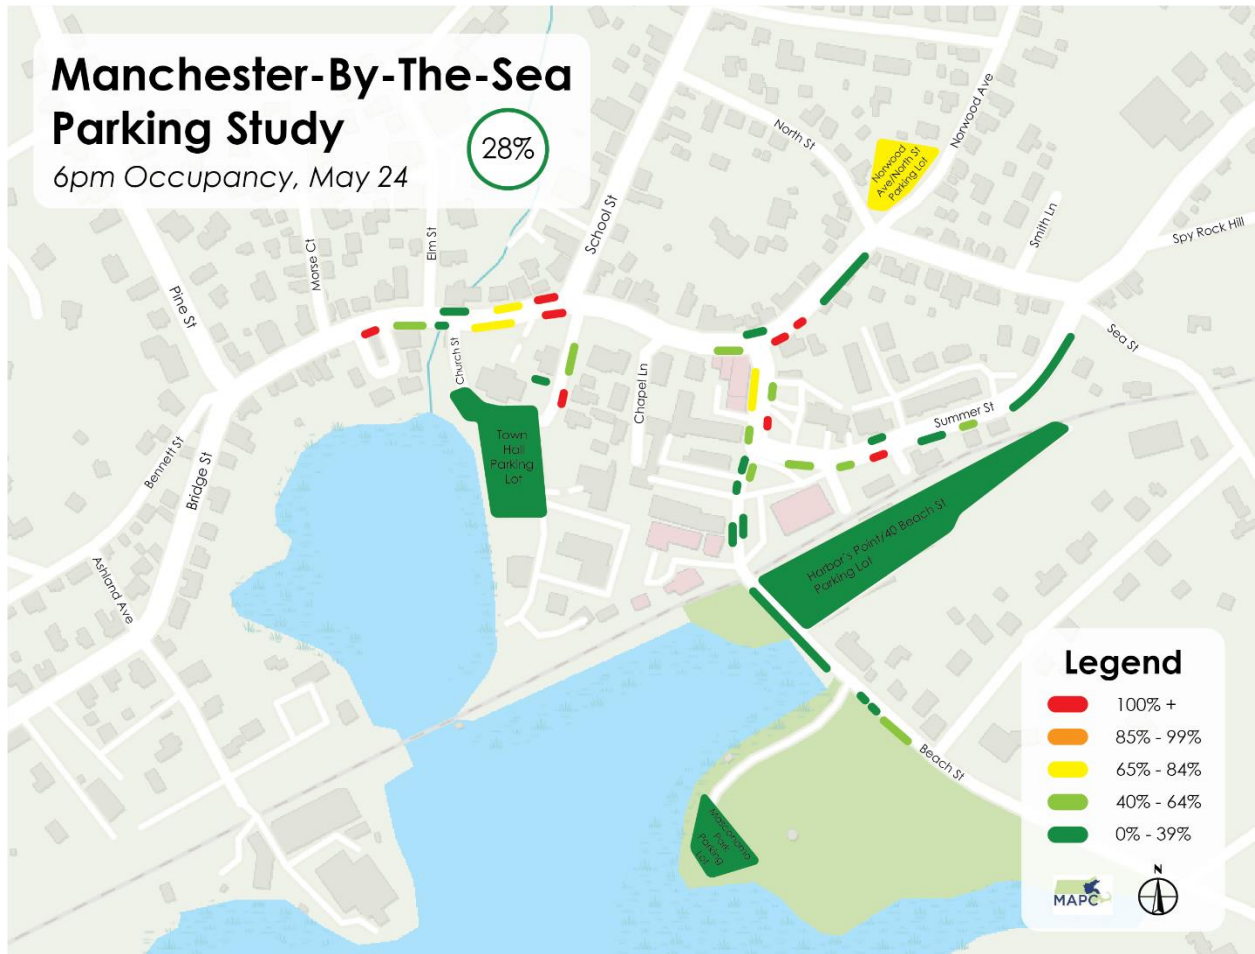 Manchester-By-The-Sea
Parking Study
6pm Occupancy, May 24
28%
North St
Norwood Ave
Norwood
Ave/North St
Parking Lot
School St
Smith Ln
Spy Rock Hill
Elm St
Morse Ct
Pine St
Sea St
Church St
Chapel Ln
Summer St
Town
Hall
Parking
Lot
Bennett St
Bridge St
Harbor's Point/40 Beach St
Parking Lot
Ashland Ave
Beach St
Masconomo
Park
Parking
Lot
Legend
100% +
85% - 99%
65% - 84%
40% - 64%
0% - 39%
MAPC
N